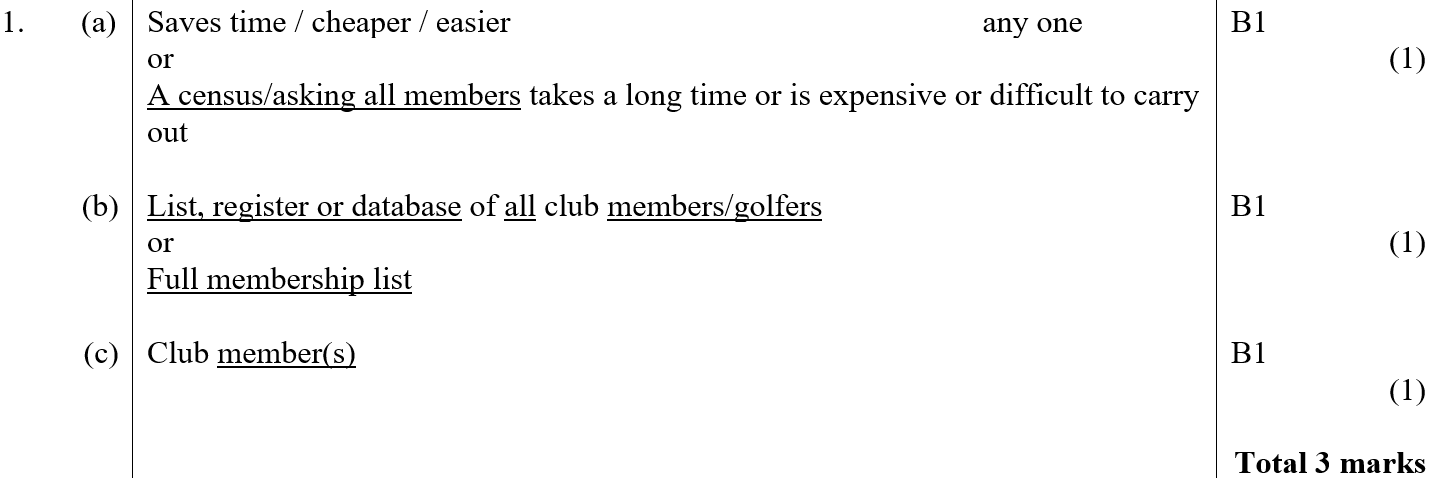 1. (a) Saves time / cheaper / easier any one B1
or (1)
A census/asking all members takes a long time or is expensive or difficult to carry
out
(b) List, register or database of all club members/golfers B1
or (1)
Full membership list
(c) Club member(s) B1
(1)
Total 3 marks